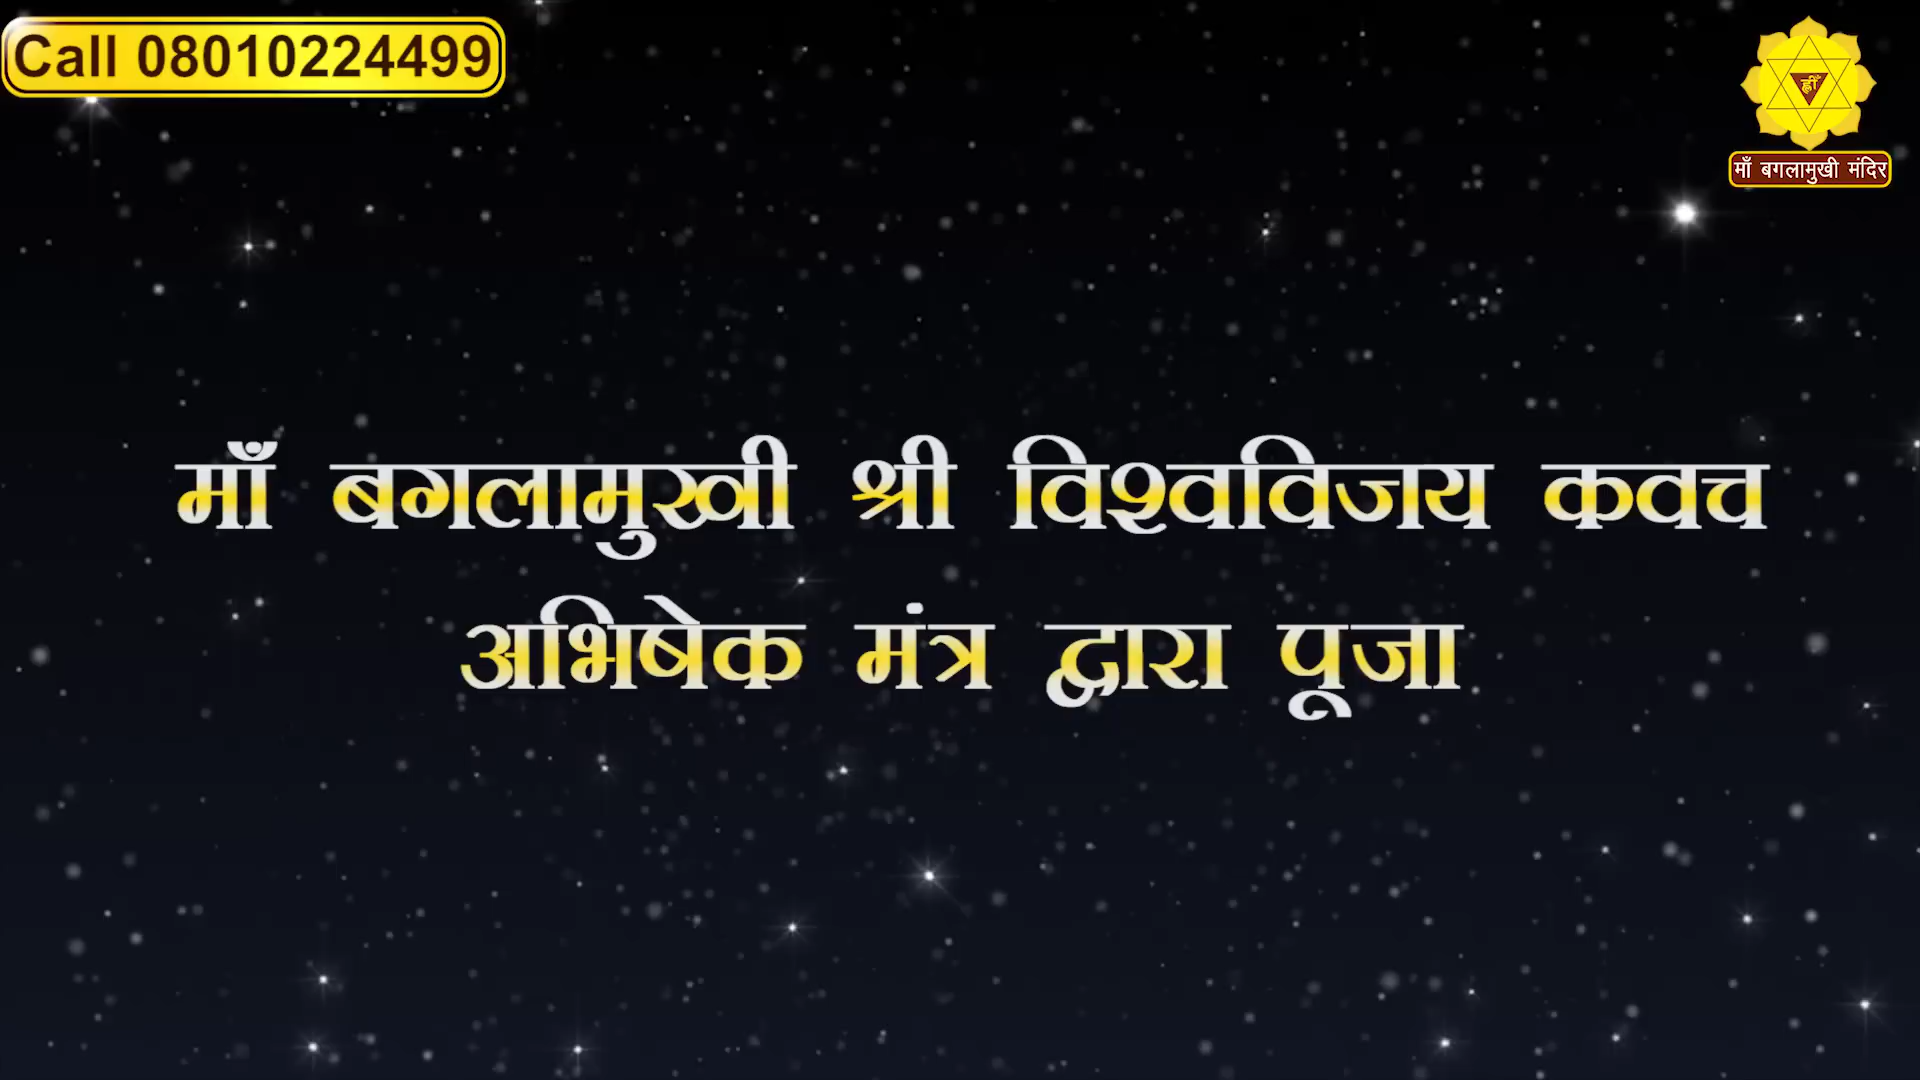 Call 08010224499
ह्लीं
माँ बगलामुखी मंदिर
माँ बगलामुखी श्री विश्वविजय कवच
अभिषेक मंत्र द्वारा पूजा